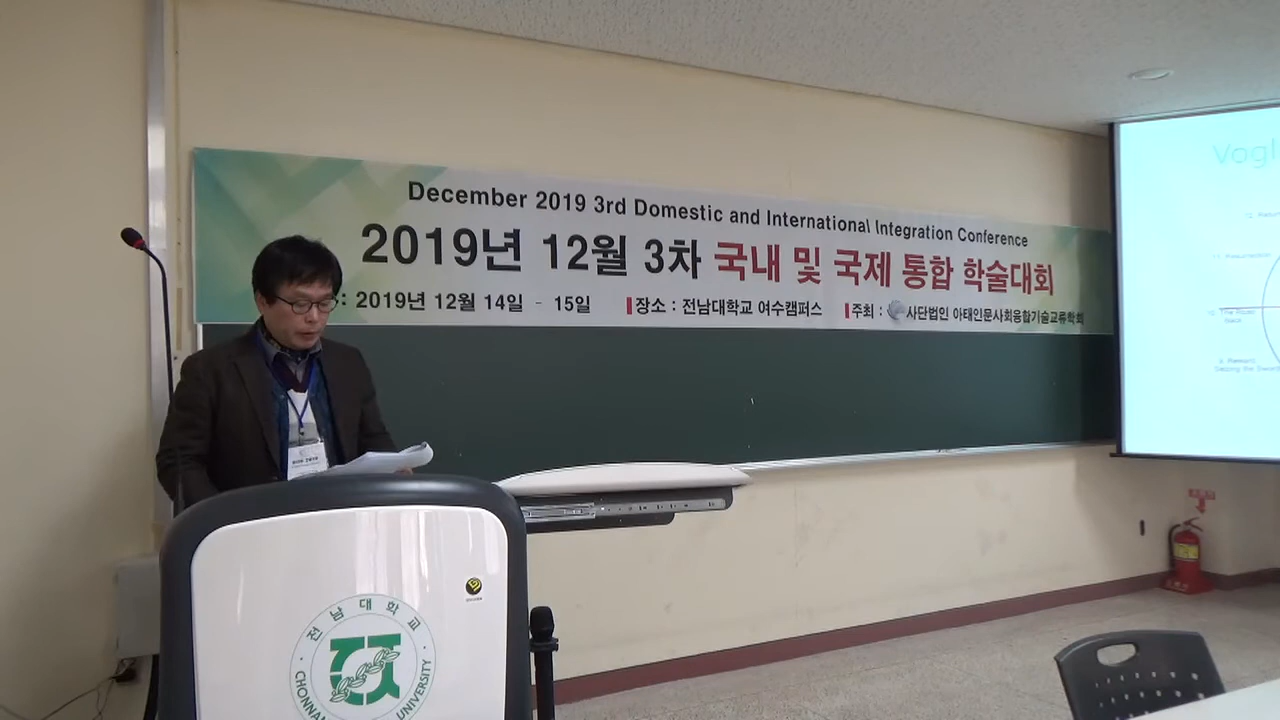 December 2019 3rd Domestic and International Integration Conference
2019년 12월 3차 국내 및 국제 통합 학술대회
: 2019년 12월 14일 - 15일
장소 : 전남대학교 여수캠퍼스
주최 : 사단법인 아태인문사회융합기술교류학회
Vogl
11. Resurrection
10. The Road
Back
9. Reward,
Seizing the Sword
전남대학교
CHONNAM UNIVERSITY